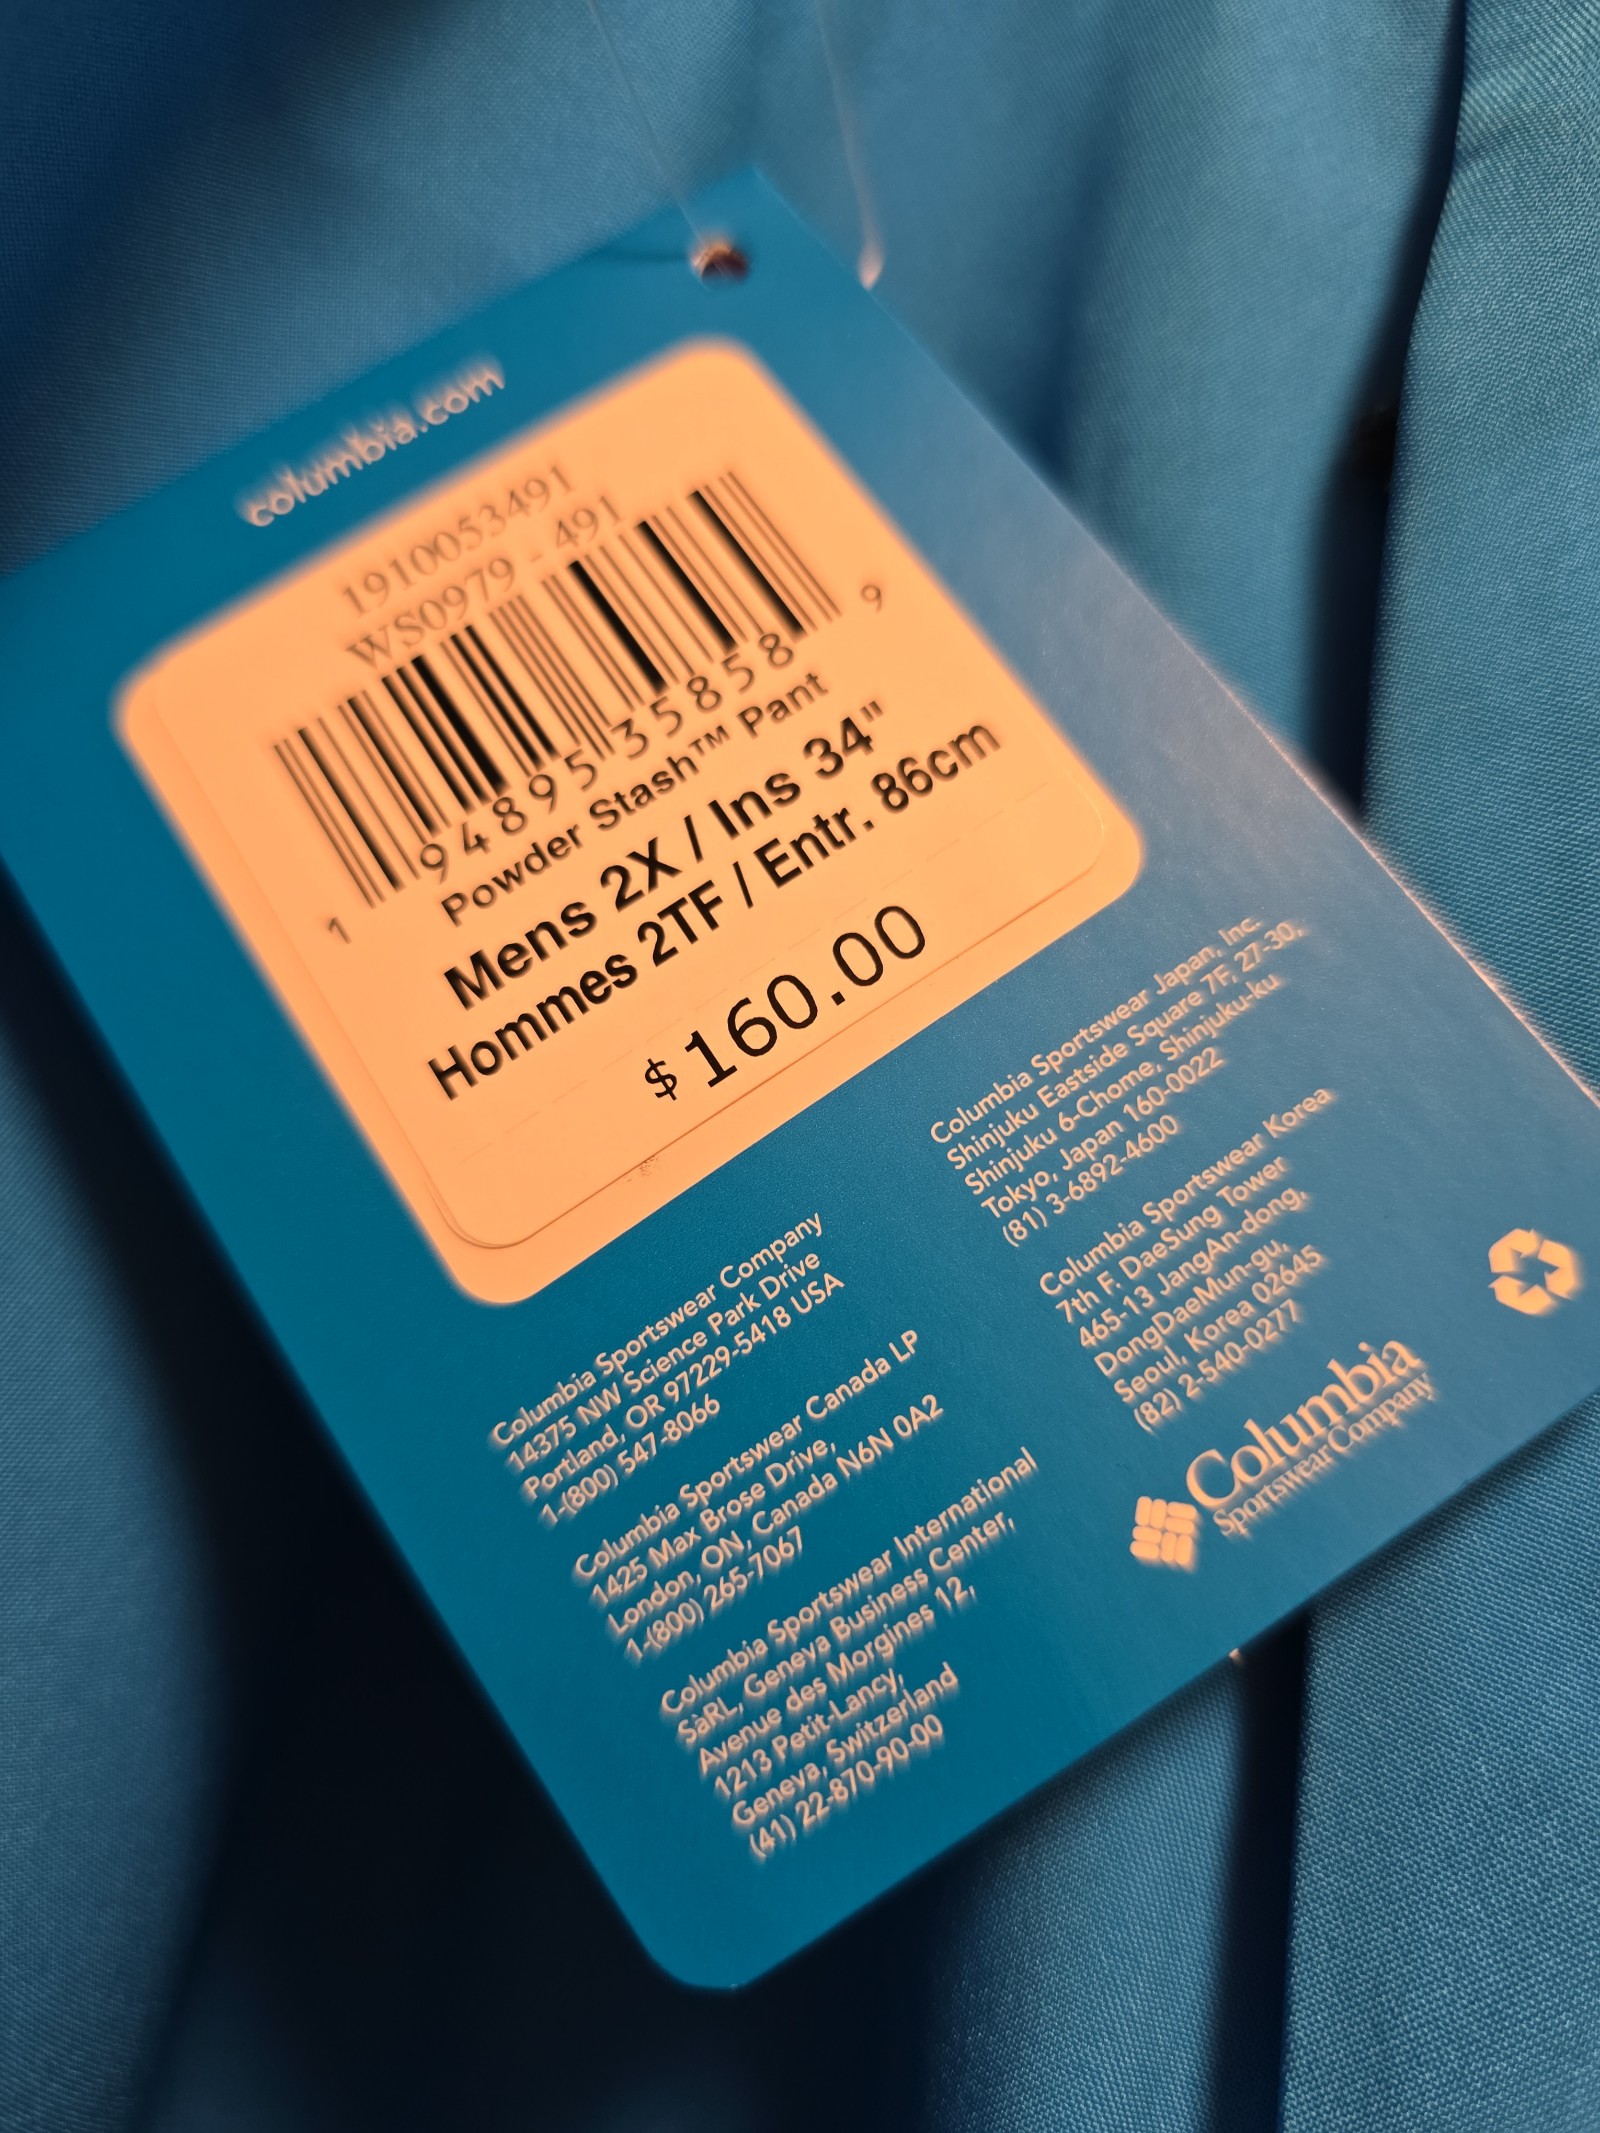 columbia.com
1910053491
WS0979 - 491
1 94895 35858 9
Powder Stash™ Pant
Mens 2X / Ins 34"
Hommes 2TF / Entr. 86cm
$160.00
Columbia Sportswear Company
14375 NW Science Park Drive
Portland, OR 97229-5418 USA
1-(800) 547-8066
Columbia Sportswear Canada LP
1425 Max Brose Drive,
London, ON, Canada N6N 0A2
1-(800) 265-7067
Columbia Sportswear International
SàRL, Geneva Business Center,
Avenue des Morgines 12,
1213 Petit-Lancy,
Geneva, Switzerland
(41) 22-870-90-00
Columbia Sportswear Japan, Inc.
Shinjuku Eastside Square 7F, 27-30,
Shinjuku 6-Chome, Shinjuku-ku
Tokyo, Japan 160-0022
(81) 3-6892-4600
Columbia Sportswear Korea
7th F. DaeSung Tower
465-13 JangAn-dong,
DongDaeMun-gu,
Seoul, Korea 02645
(82) 2-540-0277
Columbia
Sportswear Company